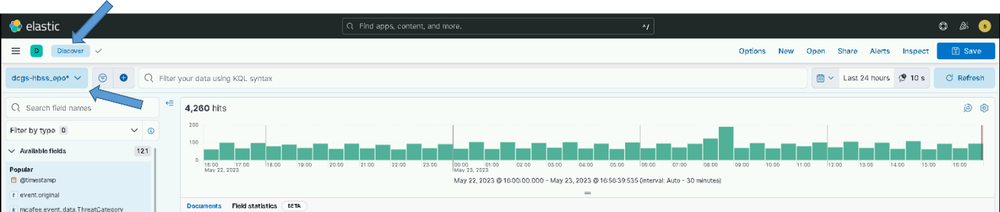 elastic
Find apps, content, and more.
^/
s
D
Discover
Options New Open Share Alerts Inspect Save
dcgs-hbss_epo*
Filter your data using KQL syntax
Last 24 hours
10 s
Refresh
Search field names
Filter by type 0
Available fields 121
Popular
@timestamp
t event.original
mcafee.event_data.ThreatCategory
4,260 hits
200
100
0
16:00 17:00 18:00 19:00 20:00 21:00 22:00 23:00 00:00 01:00 02:00 03:00 04:00 05:00 06:00 07:00 08:00 09:00 10:00 11:00 12:00 13:00 14:00 15:00 16:00
May 22, 2023 May 23, 2023
May 22, 2023 @ 16:00:00.000 - May 23, 2023 @ 16:56:39.535 (interval: Auto - 30 minutes)
Documents Field statistics BETA